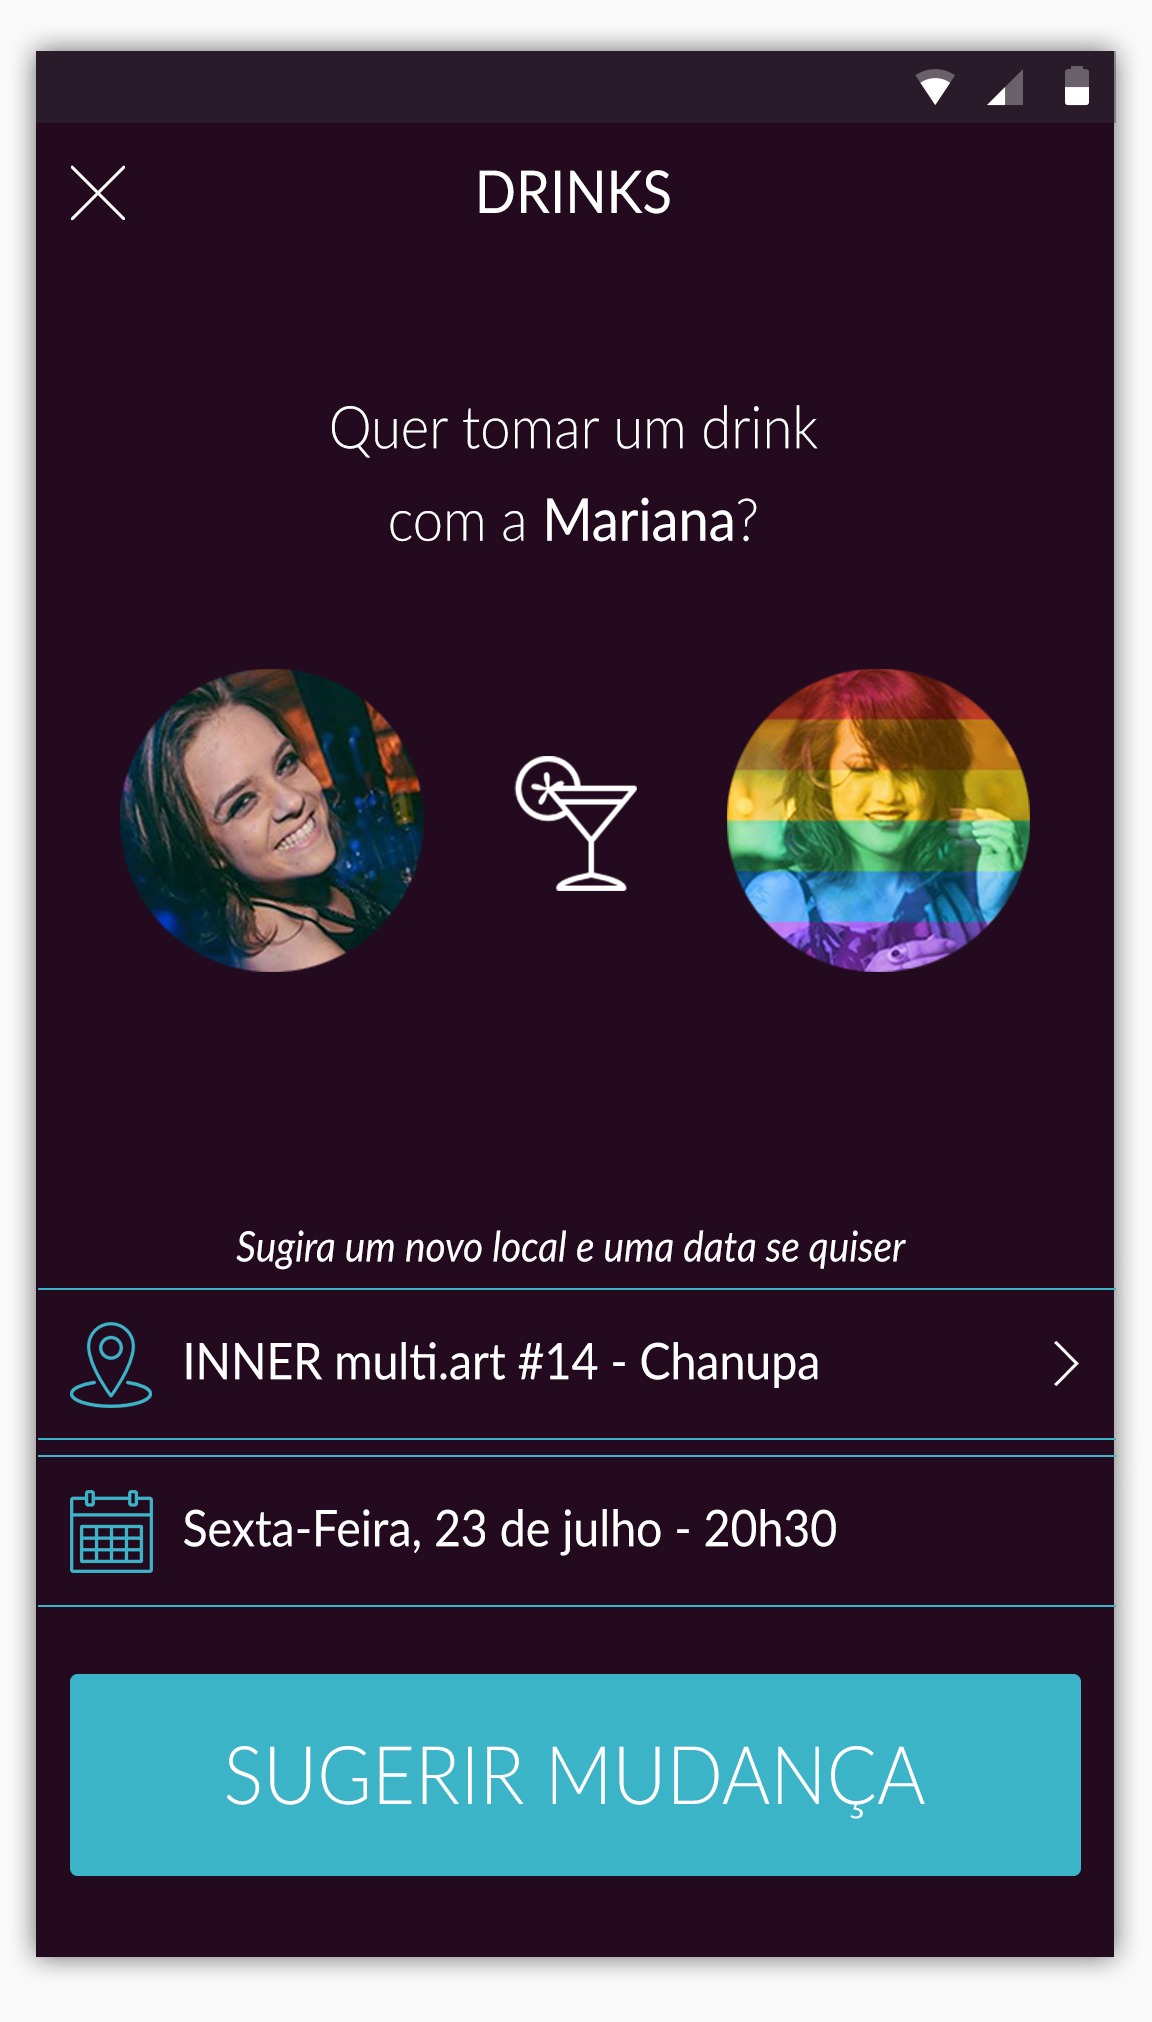 DRINKS
Quer tomar um drink
com a Mariana?
Sugira um novo local e uma data se quiser
INNER multi.art #14 - Chanupa
Sexta-Feira, 23 de julho - 20h30
SUGERIR MUDANÇA